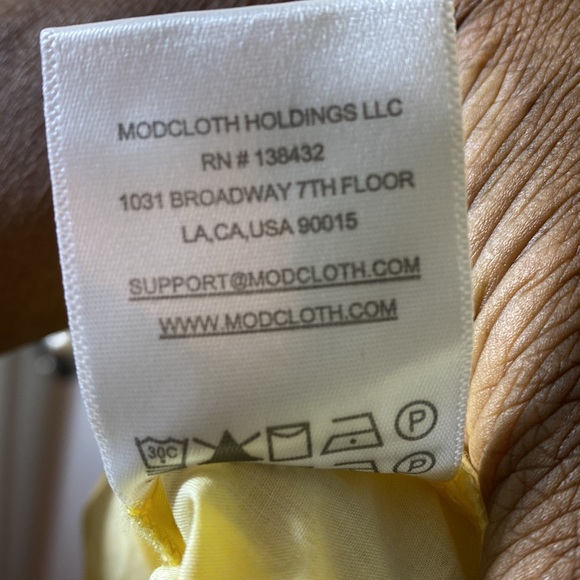 MODCLOTH HOLDINGS LLC
RN # 138432
1031 BROADWAY 7TH FLOOR
LA,CA,USA 90015
SUPPORT@MODCLOTH.COM
WWW.MODCLOTH.COM
30C P
P